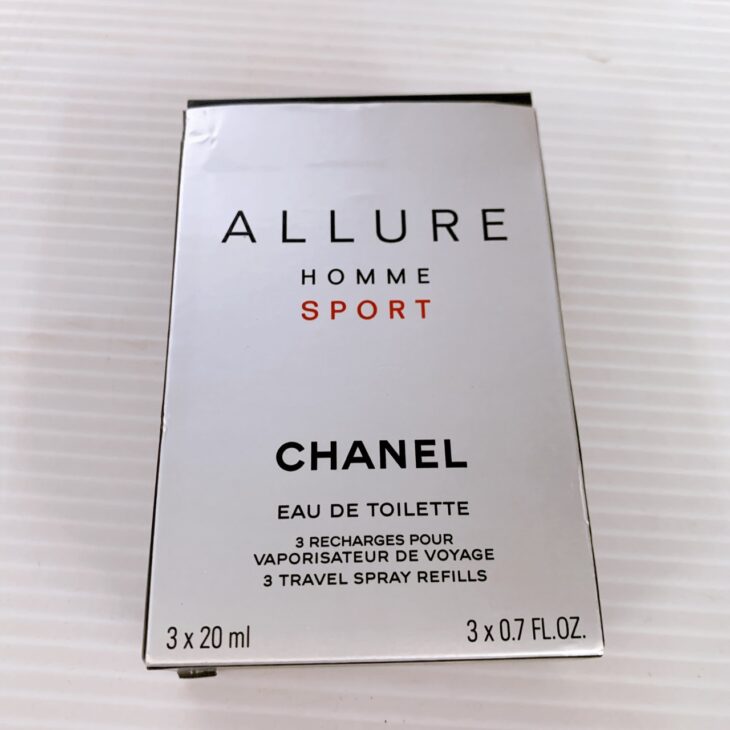 ALLURE
HOMME
SPORT
CHANEL
EAU DE TOILETTE
3 RECHARGES POUR
VAPORISATEUR DE VOYAGE
3 TRAVEL SPRAY REFILLS
3 x 20 ml 3 x 0.7 FL.OZ.